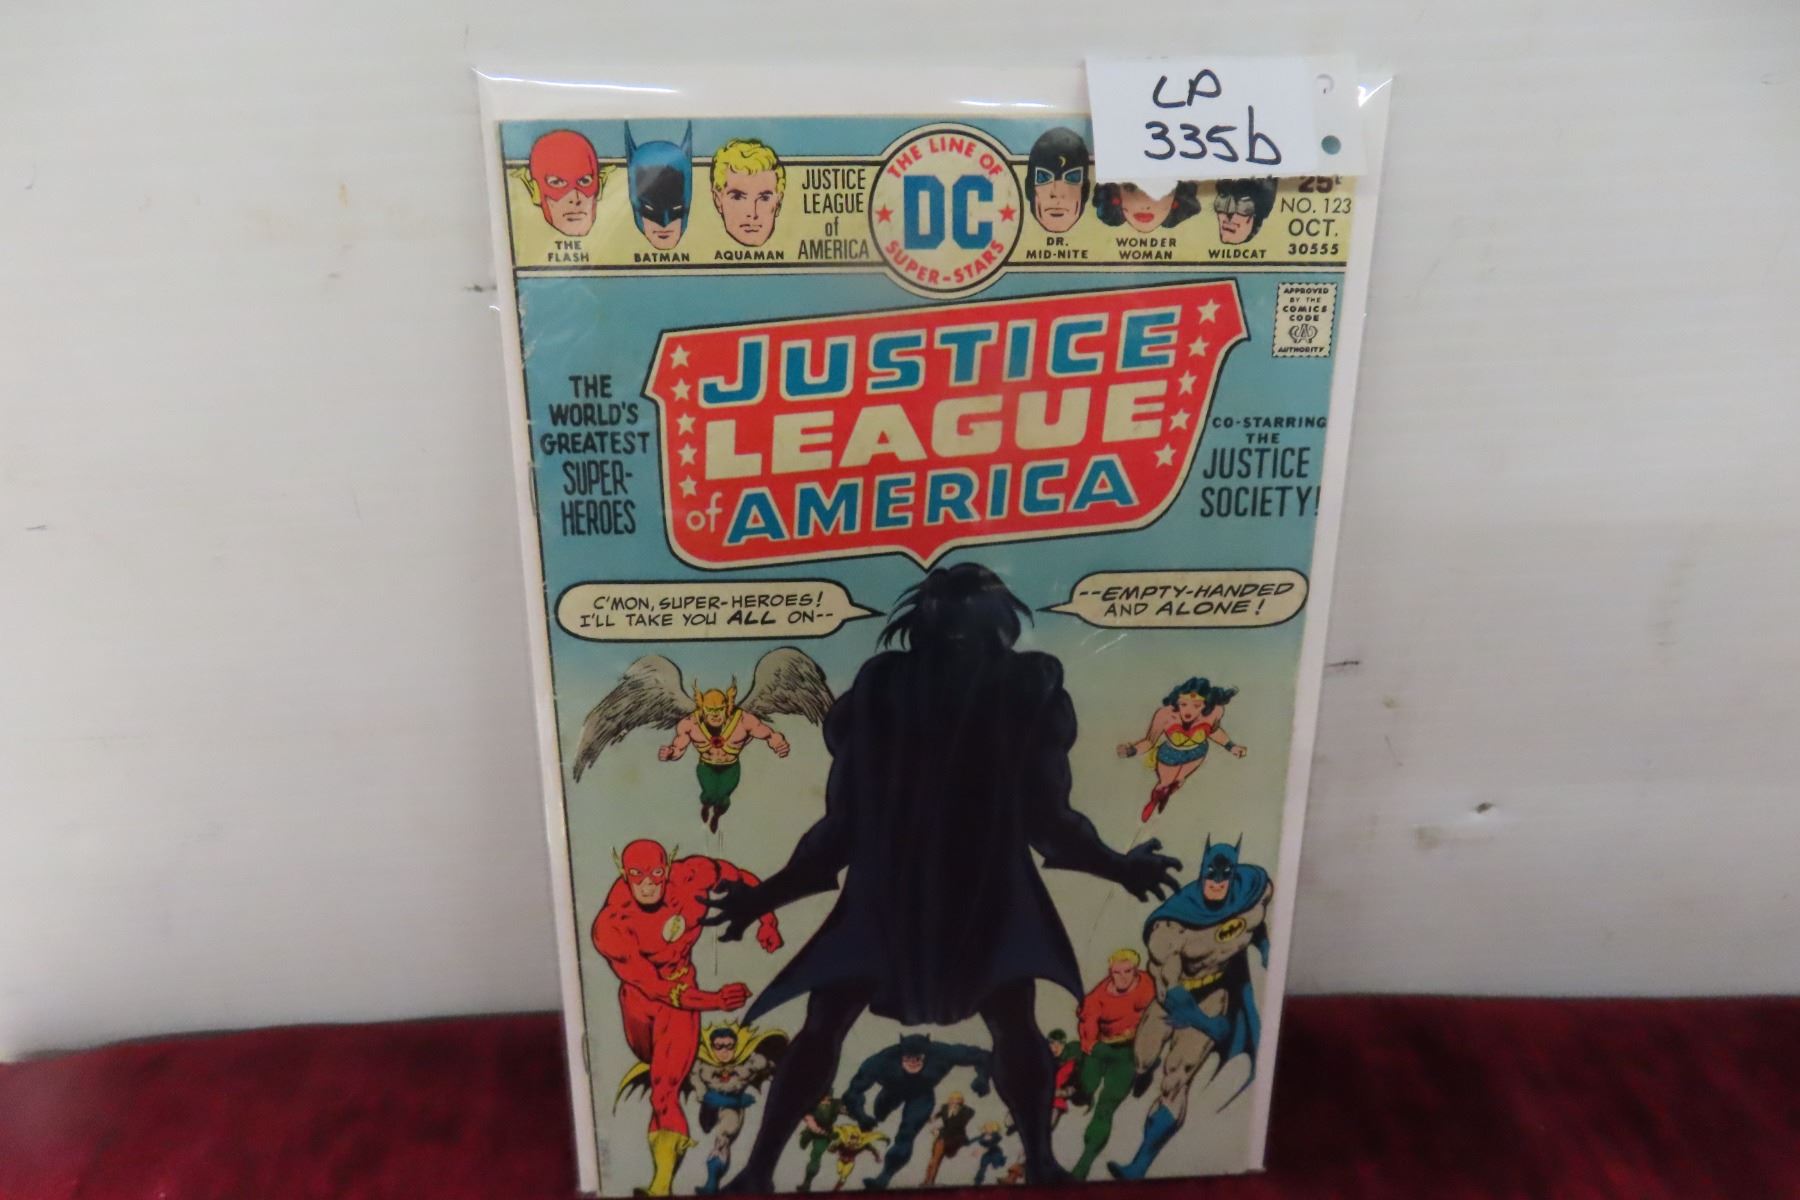 LP
335b
THE LINE OF
DC
SUPER-STARS
THE
FLASH
BATMAN
AQUAMAN
JUSTICE
LEAGUE
of
AMERICA
DR.
MID-NITE
WONDER
WOMAN
WILDCAT
25¢
NO. 123
OCT.
30555
APPROVED
BY THE
COMICS
CODE
AUTHORITY
THE
WORLD'S
GREATEST
SUPER-
HEROES
JUSTICE
LEAGUE
of AMERICA
CO-STARRING
THE
JUSTICE
SOCIETY!
C'MON, SUPER-HEROES!
I'LL TAKE YOU ALL ON--
--EMPTY-HANDED
AND ALONE!